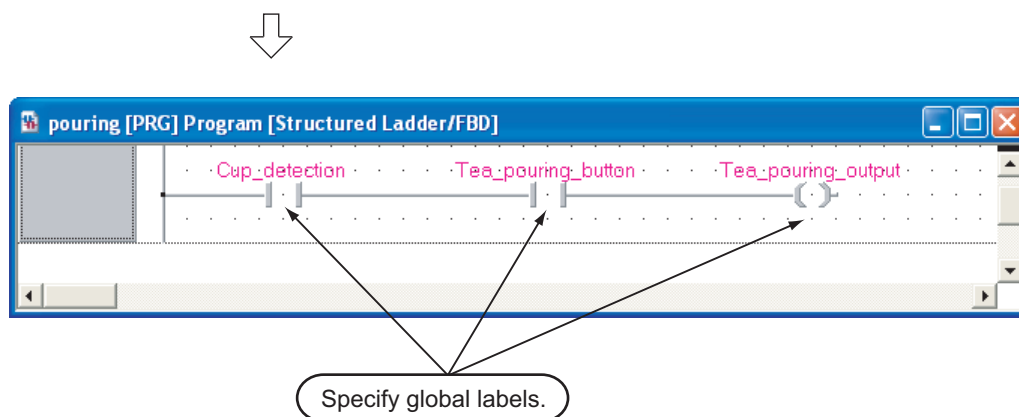 pouring [PRG] Program [Structured Ladder/FBD]
Cup_detection Tea_pouring_button Tea_pouring_output
Specify global labels.